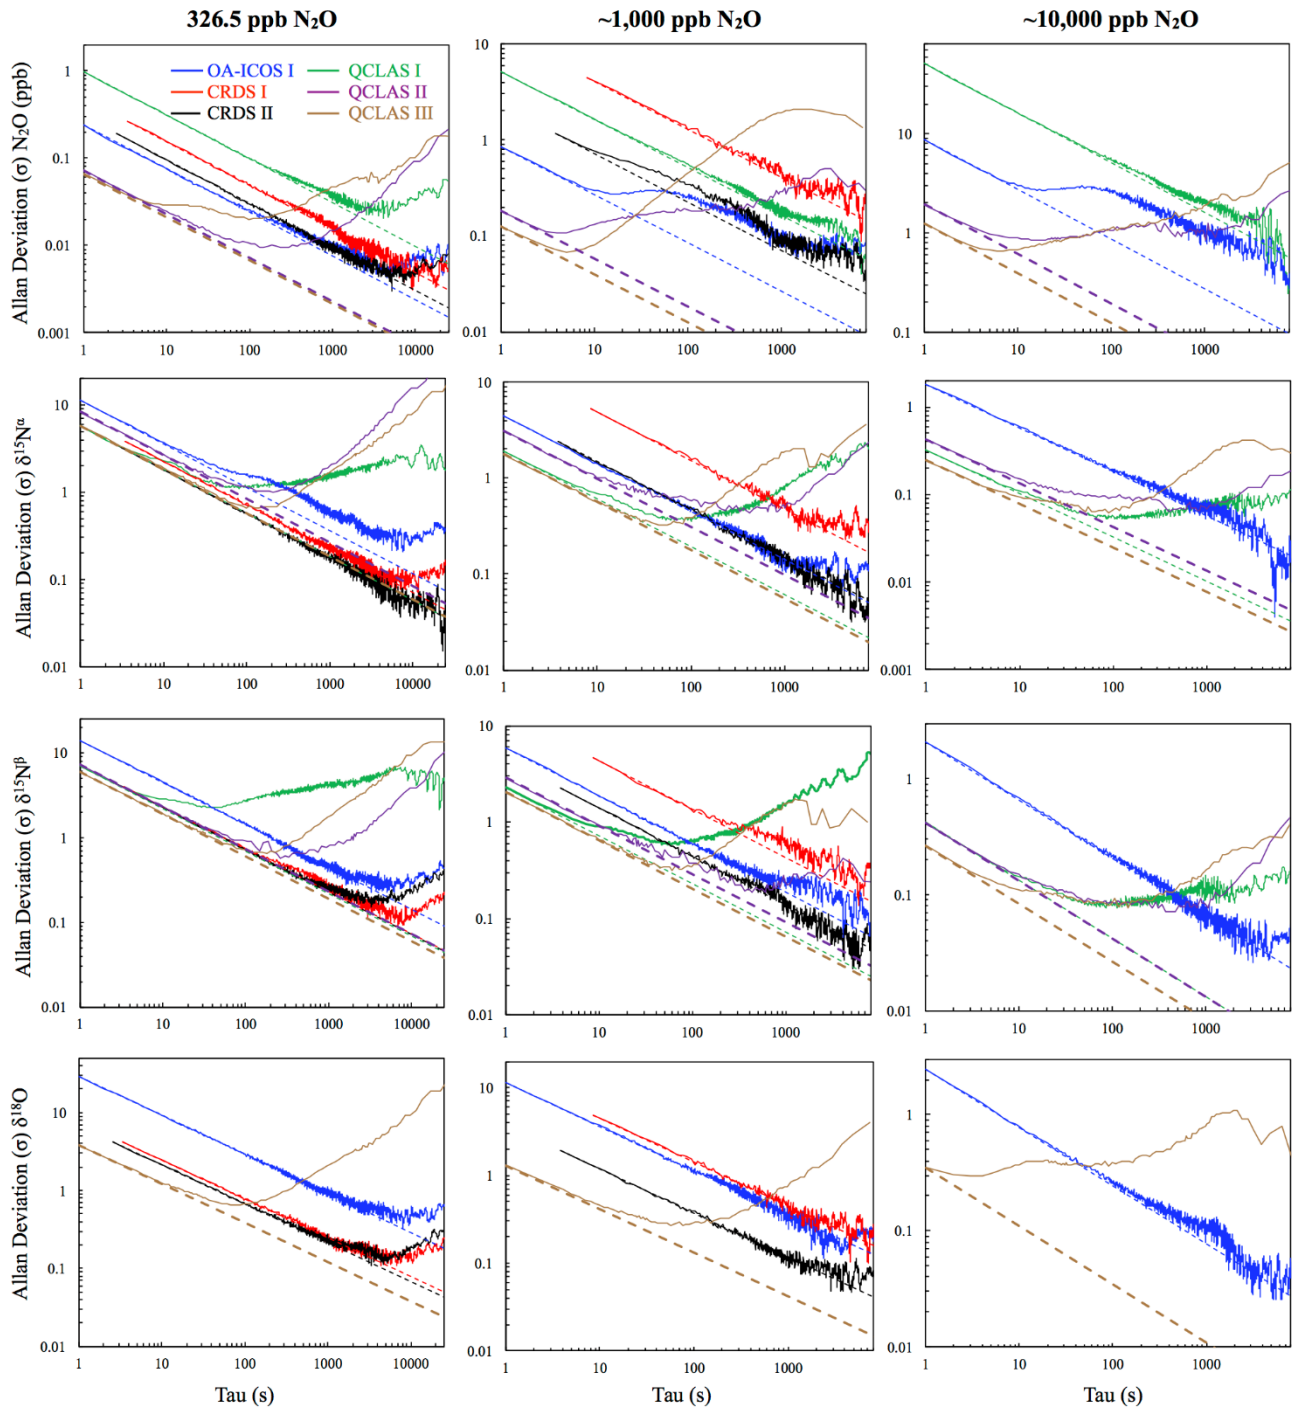 326.5 ppb N₂O ~1,000 ppb N₂O ~10,000 ppb N₂O
Allan Deviation (σ) N₂O (ppb)
OA-ICOS I QCLAS I
CRDS I QCLAS II
CRDS II QCLAS III
1
0.1
0.01
0.001
1 10 100 1000 10000
10
1
0.1
0.01
1 10 100 1000
10
1
0.1
1 10 100 1000
Allan Deviation (σ) δ¹⁵Nᵅ
10
1
0.1
0.01
1 10 100 1000 10000
10
1
0.1
0.01
1 10 100 1000
1
0.1
0.01
0.001
1 10 100 1000
Allan Deviation (σ) δ¹⁵Nᵝ
10
1
0.1
0.01
1 10 100 1000 10000
10
1
0.1
0.01
1 10 100 1000
1
0.1
0.01
1 10 100 1000
Allan Deviation (σ) δ¹⁸O
10
1
0.1
0.01
1 10 100 1000 10000
10
1
0.1
0.01
1 10 100 1000
1
0.1
0.01
1 10 100 1000
Tau (s) Tau (s) Tau (s)